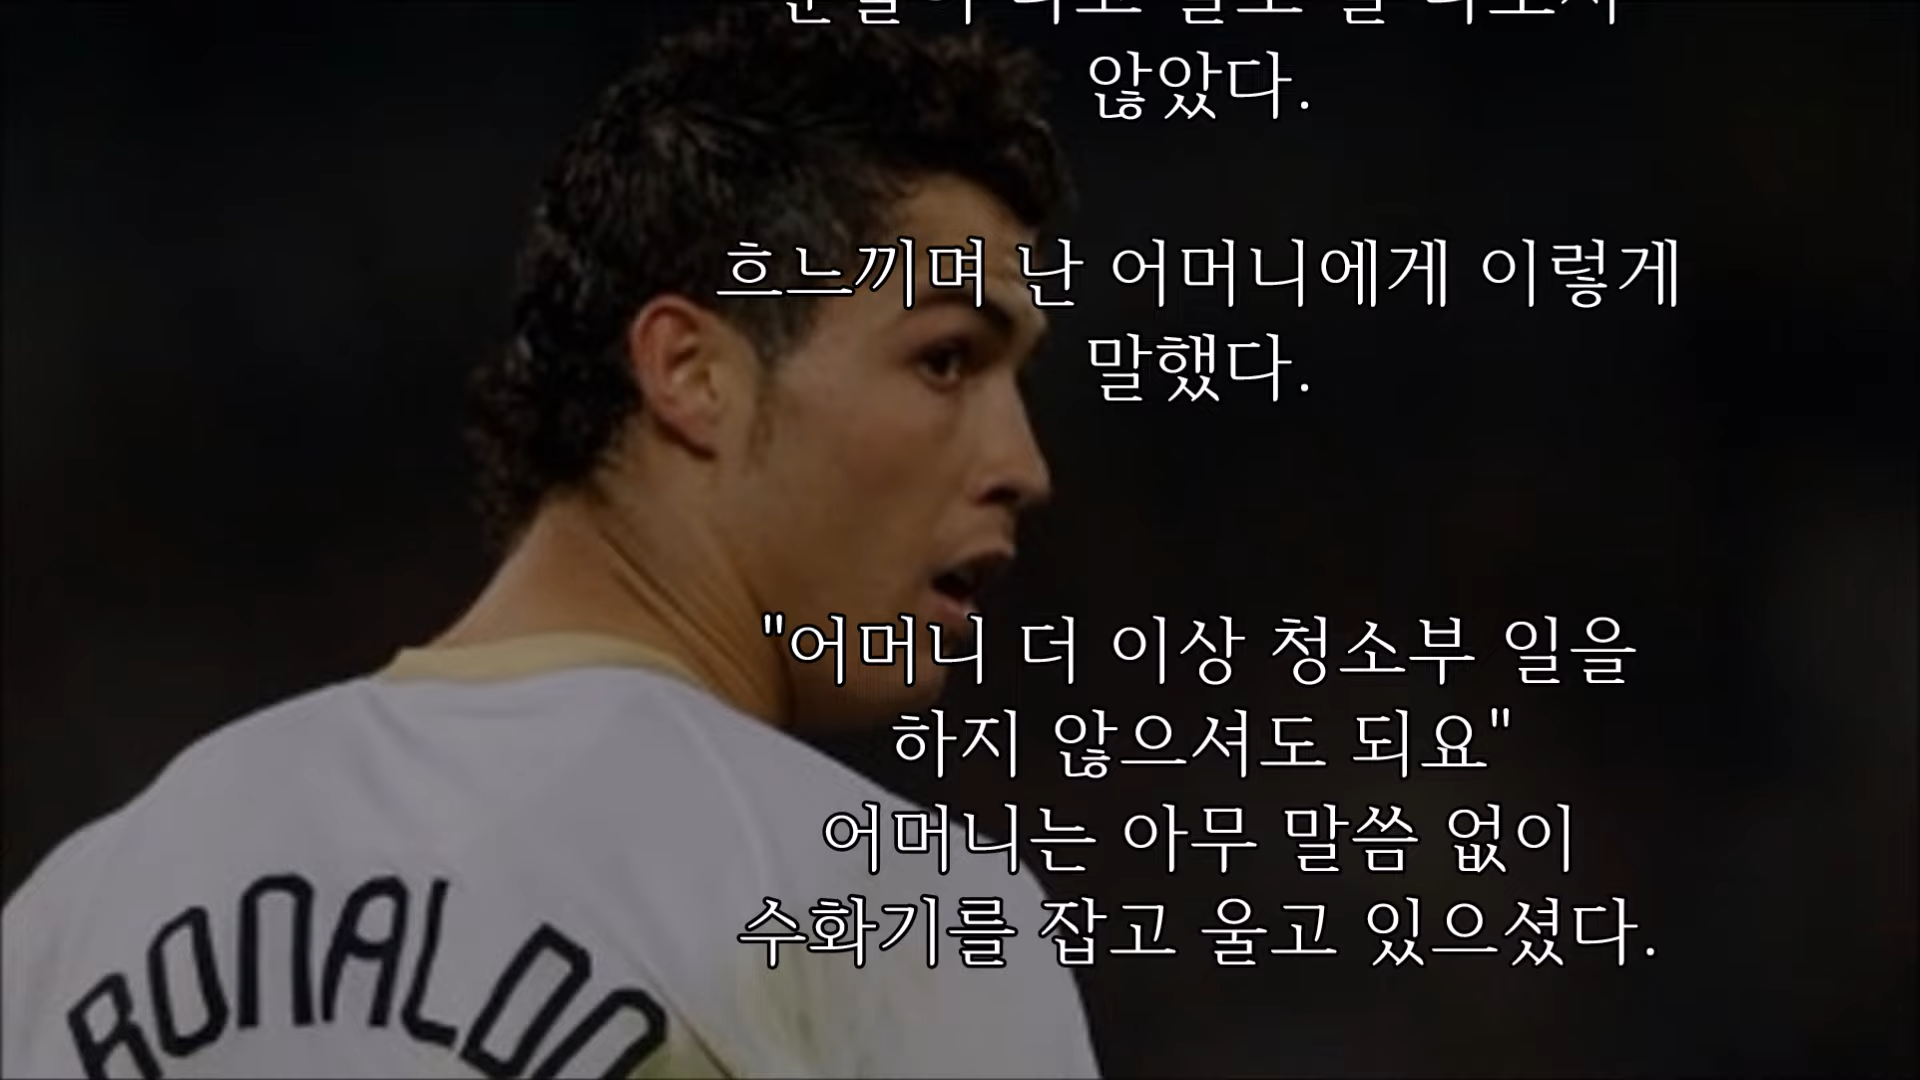 않았다.
흐느끼며 난 어머니에게 이렇게
말했다.
"어머니 더 이상 청소부 일을
하지 않으셔도 되요"
어머니는 아무 말씀 없이
수화기를 잡고 울고 있으셨다.
RONALDO